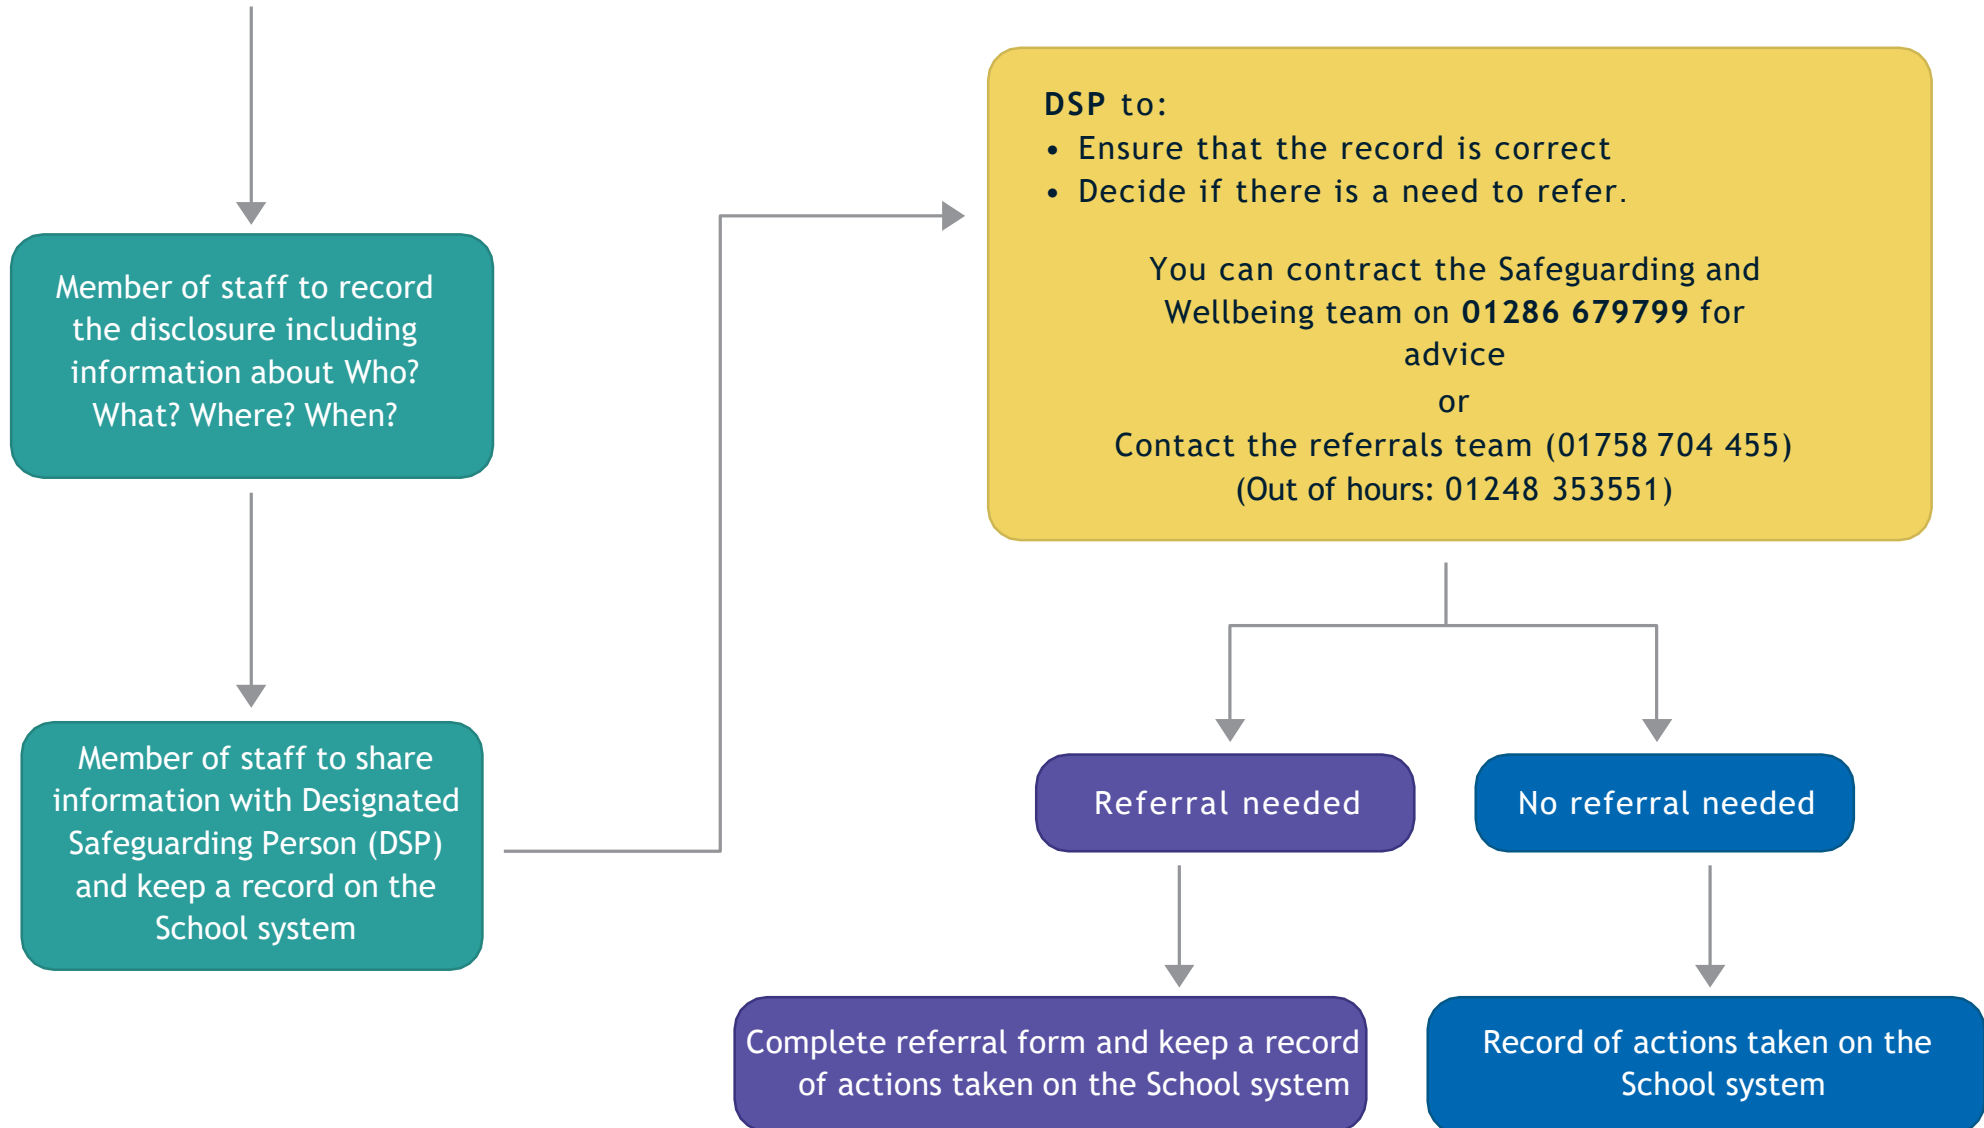 Member of staff to record
the disclosure including
information about Who?
What? Where? When?
Member of staff to share
information with Designated
Safeguarding Person (DSP)
and keep a record on the
School system
DSP to:
• Ensure that the record is correct
• Decide if there is a need to refer.
You can contract the Safeguarding and
Wellbeing team on 01286 679799 for
advice
or
Contact the referrals team (01758 704 455)
(Out of hours: 01248 353551)
Referral needed
No referral needed
Complete referral form and keep a record
of actions taken on the School system
Record of actions taken on the
School system